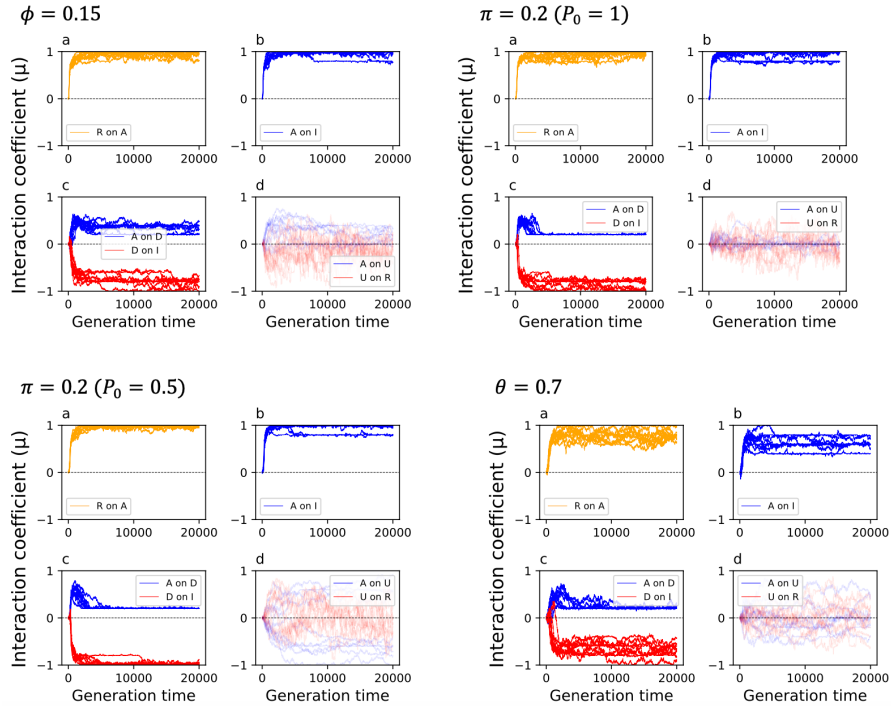 ϕ = 0.15
π = 0.2 (P₀ = 1)
Interaction coefficient (μ)
a
1
0
−1
R on A
0 10000 20000
b
1
0
−1
A on I
0 10000 20000
c
1
0
−1
A on D
D on I
0 10000 20000
Generation time
d
1
0
−1
A on U
U on R
0 10000 20000
Generation time
Interaction coefficient (μ)
a
1
0
−1
R on A
0 10000 20000
b
1
0
−1
A on I
0 10000 20000
c
1
0
−1
A on D
D on I
0 10000 20000
Generation time
d
1
0
−1
A on U
U on R
0 10000 20000
Generation time
π = 0.2 (P₀ = 0.5)
θ = 0.7
Interaction coefficient (μ)
a
1
0
−1
R on A
0 10000 20000
b
1
0
−1
A on I
0 10000 20000
c
1
0
−1
A on D
D on I
0 10000 20000
Generation time
d
1
0
−1
A on U
U on R
0 10000 20000
Generation time
Interaction coefficient (μ)
a
1
0
−1
R on A
0 10000 20000
b
1
0
−1
A on I
0 10000 20000
c
1
0
−1
A on D
D on I
0 10000 20000
Generation time
d
1
0
−1
A on U
U on R
0 10000 20000
Generation time